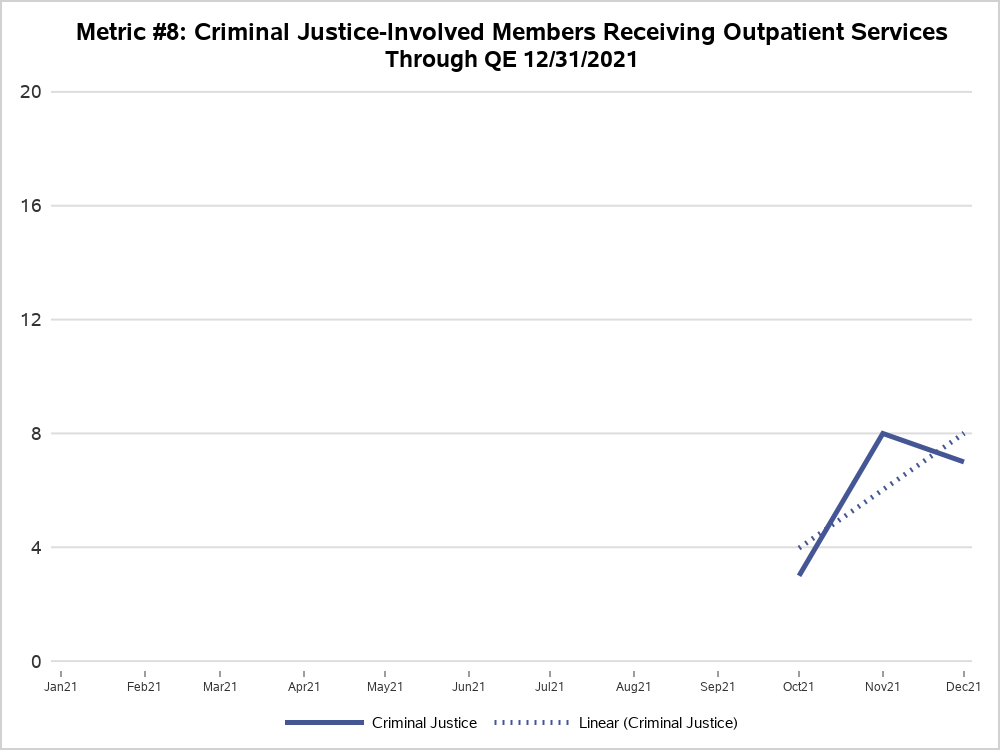 Metric #8: Criminal Justice-Involved Members Receiving Outpatient Services
Through QE 12/31/2021
20
16
12
8
4
0
Jan21 Feb21 Mar21 Apr21 May21 Jun21 Jul21 Aug21 Sep21 Oct21 Nov21 Dec21
Criminal Justice Linear (Criminal Justice)